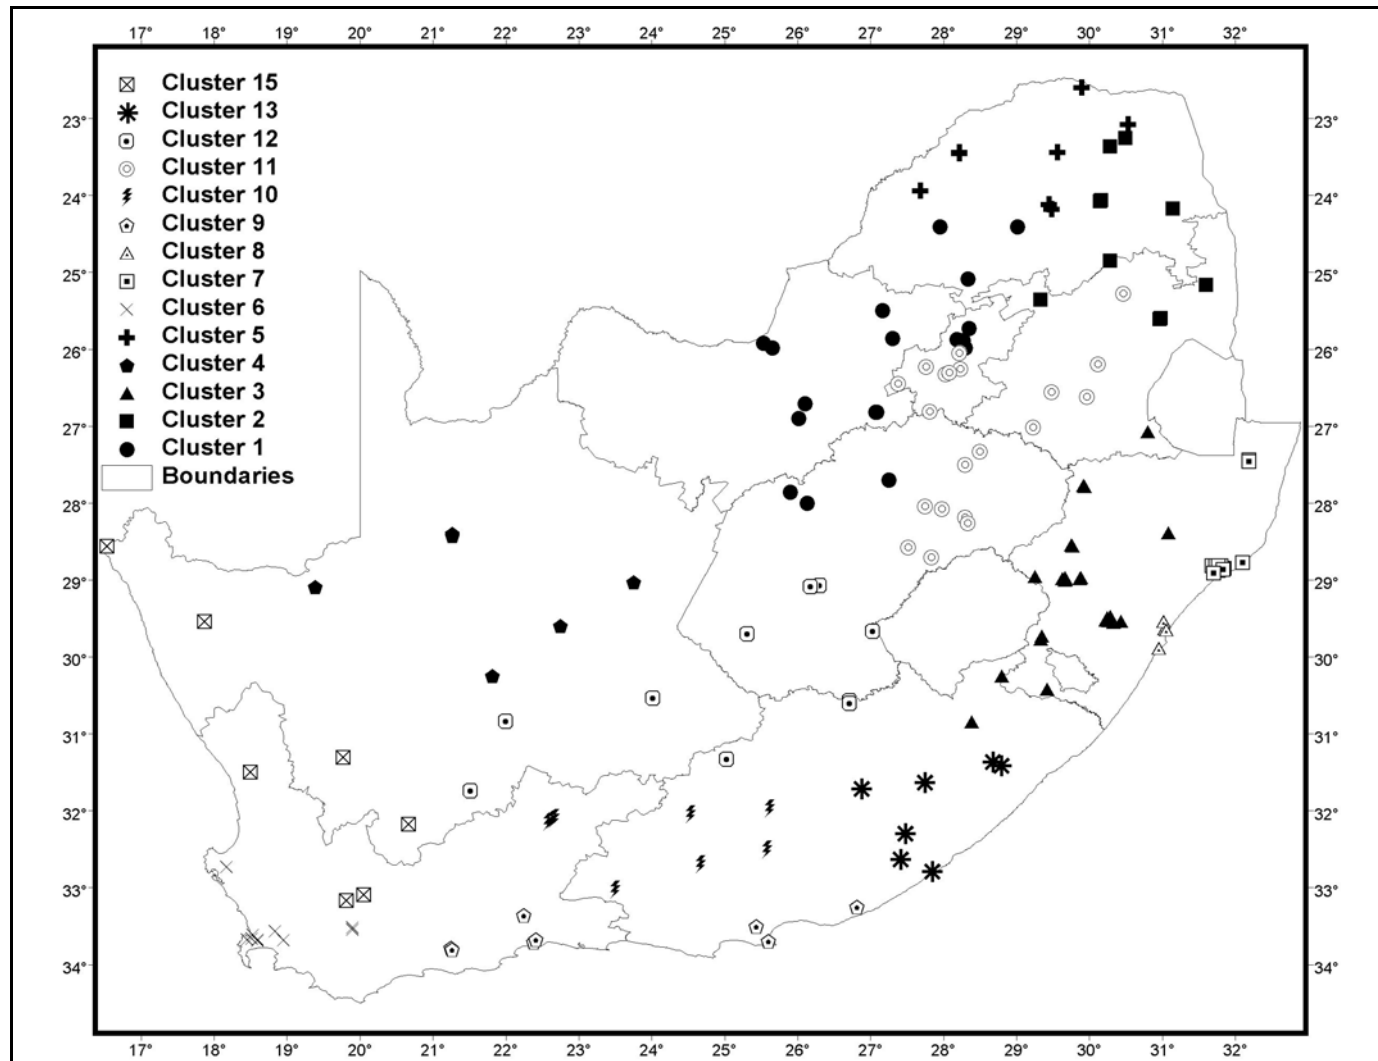 17° 18° 19° 20° 21° 22° 23° 24° 25° 26° 27° 28° 29° 30° 31° 32°
Cluster 15
Cluster 13
Cluster 12
Cluster 11
Cluster 10
Cluster 9
Cluster 8
Cluster 7
Cluster 6
Cluster 5
Cluster 4
Cluster 3
Cluster 2
Cluster 1
Boundaries
23° 23°
24° 24°
25° 25°
26° 26°
27° 27°
28° 28°
29° 29°
30° 30°
31° 31°
32° 32°
33° 33°
34° 34°
17° 18° 19° 20° 21° 22° 23° 24° 25° 26° 27° 28° 29° 30° 31° 32°